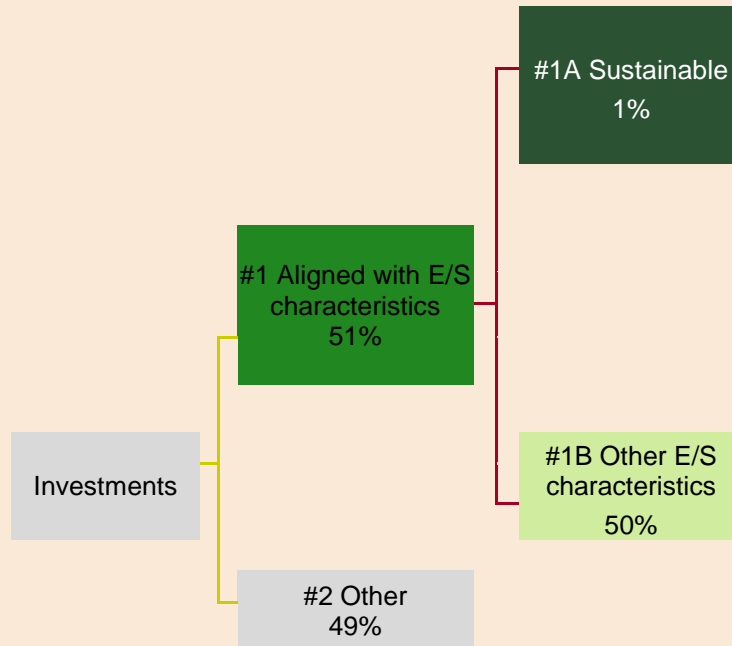 #1A Sustainable
1%
#1 Aligned with E/S
characteristics
51%
Investments
#1B Other E/S
characteristics
50%
#2 Other
49%